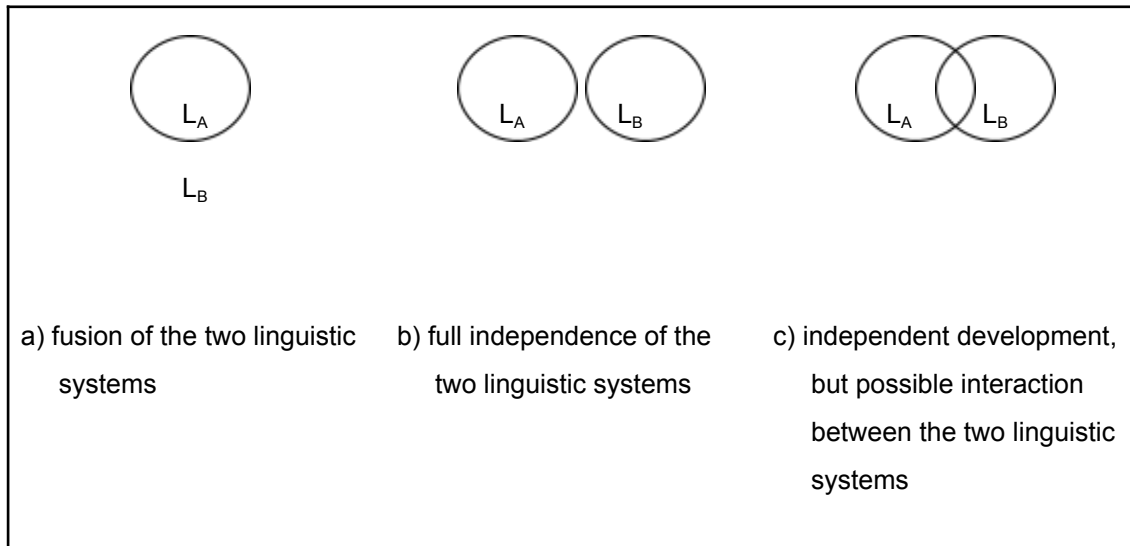 L_A
L_B
L_A
L_B
L_A
L_B
a) fusion of the two linguistic
systems
b) full independence of the
two linguistic systems
c) independent development,
but possible interaction
between the two linguistic
systems